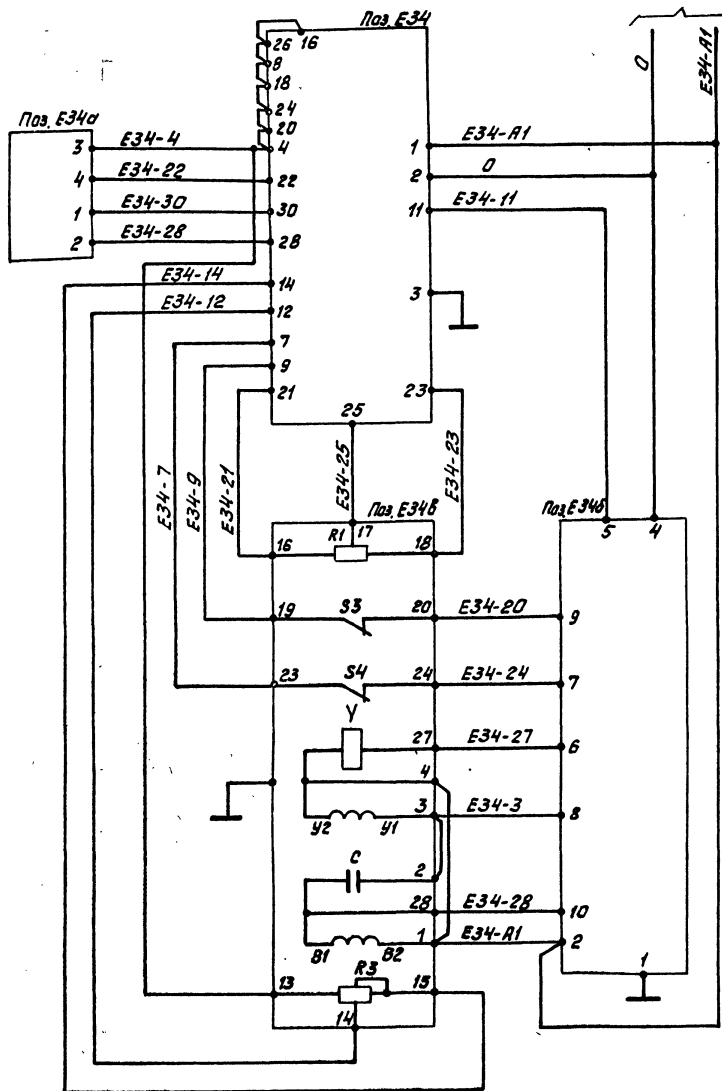 Поз. Е34
0
Е34-А1
26
16
8
18
24
20
Поз. Е34а
3
Е34-4
4
1
Е34-А1
4
Е34-22
22
2
0
1
Е34-30
30
11
Е34-11
2
Е34-28
28
Е34-14
14
3
Е34-12
12
7
9
21
23
25
Е34-7
Е34-9
Е34-21
Е34-25
Е34-23
Поз. Е34в
Поз. Е34б
16
R1
17
18
5
4
19
S3
20
Е34-20
9
23
S4
24
Е34-24
7
У
27
Е34-27
6
4
У2
У1
3
Е34-3
8
С
2
28
Е34-28
10
В1
В2
1
Е34-А1
2
13
R3
15
1
14